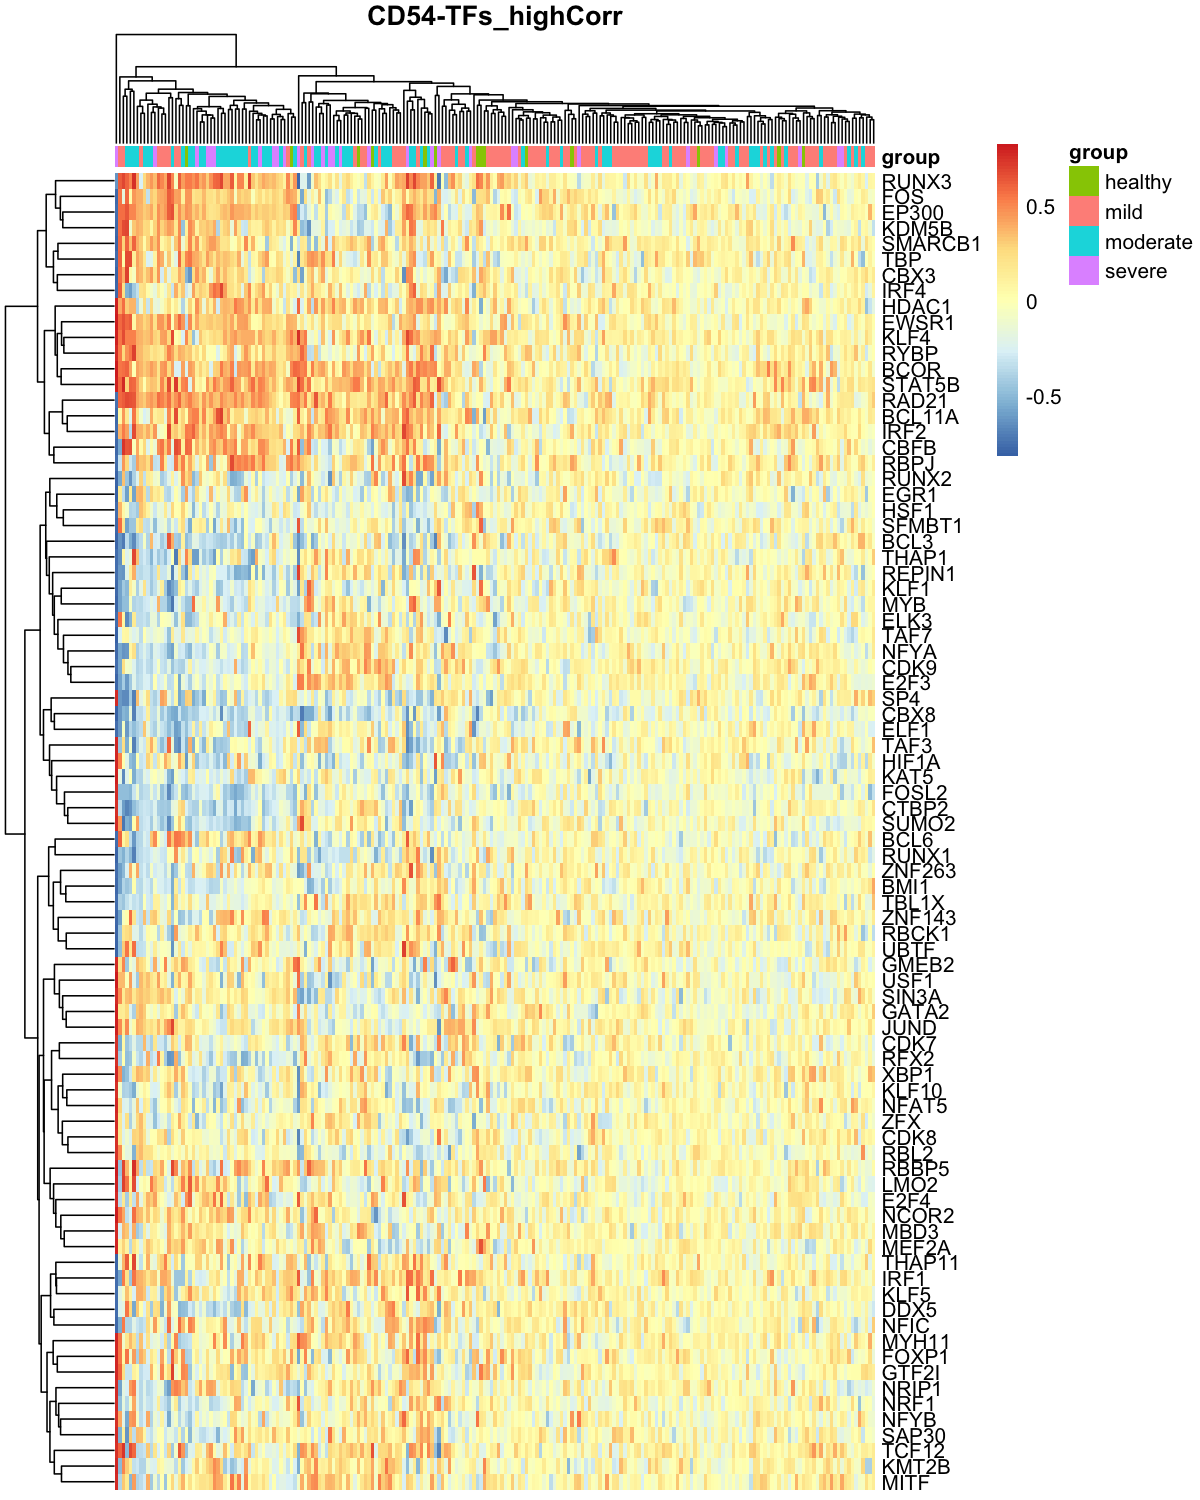 CD54-TFs_highCorr
group
RUNX3
FOS
EP300
KDM5B
SMARCB1
TBP
CBX3
IRF4
HDAC1
EWSR1
KLF4
RYBP
BCOR
STAT5B
RAD21
BCL11A
IRF2
CBFB
RBPJ
RUNX2
EGR1
HSF1
SFMBT1
BCL3
THAP1
REPIN1
KLF1
MYB
ELK3
TAF7
NFYA
CDK9
E2F3
SP4
CBX8
ELF1
TAF3
HIF1A
KAT5
FOSL2
CTBP2
SUMO2
BCL6
RUNX1
ZNF263
BMI1
TBL1X
ZNF143
RBCK1
UBTF
GMEB2
USF1
SIN3A
GATA2
JUND
CDK7
RFX2
XBP1
KLF10
NFAT5
ZFX
CDK8
RBL2
RBBP5
LMO2
E2F4
NCOR2
MBD3
MEF2A
THAP11
IRF1
KLF5
DDX5
NFIC
MYH11
FOXP1
GTF2I
NRIP1
NRF1
NFYB
SAP30
TCF12
KMT2B
MITF
0.5
0
-0.5
group
healthy
mild
moderate
severe